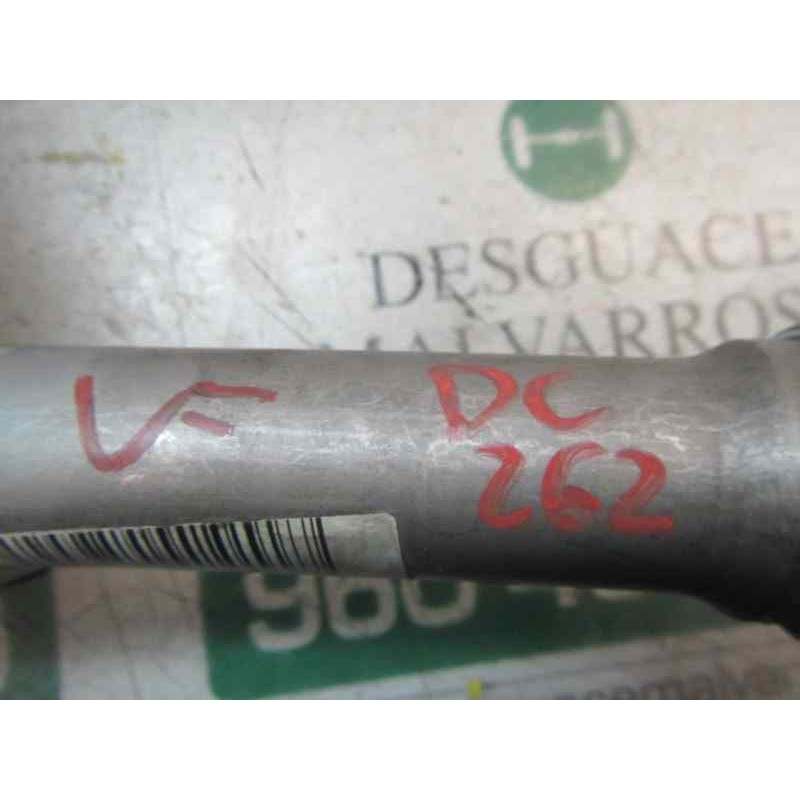 DESGUACE
MALVARROS
VF
DC
262
960